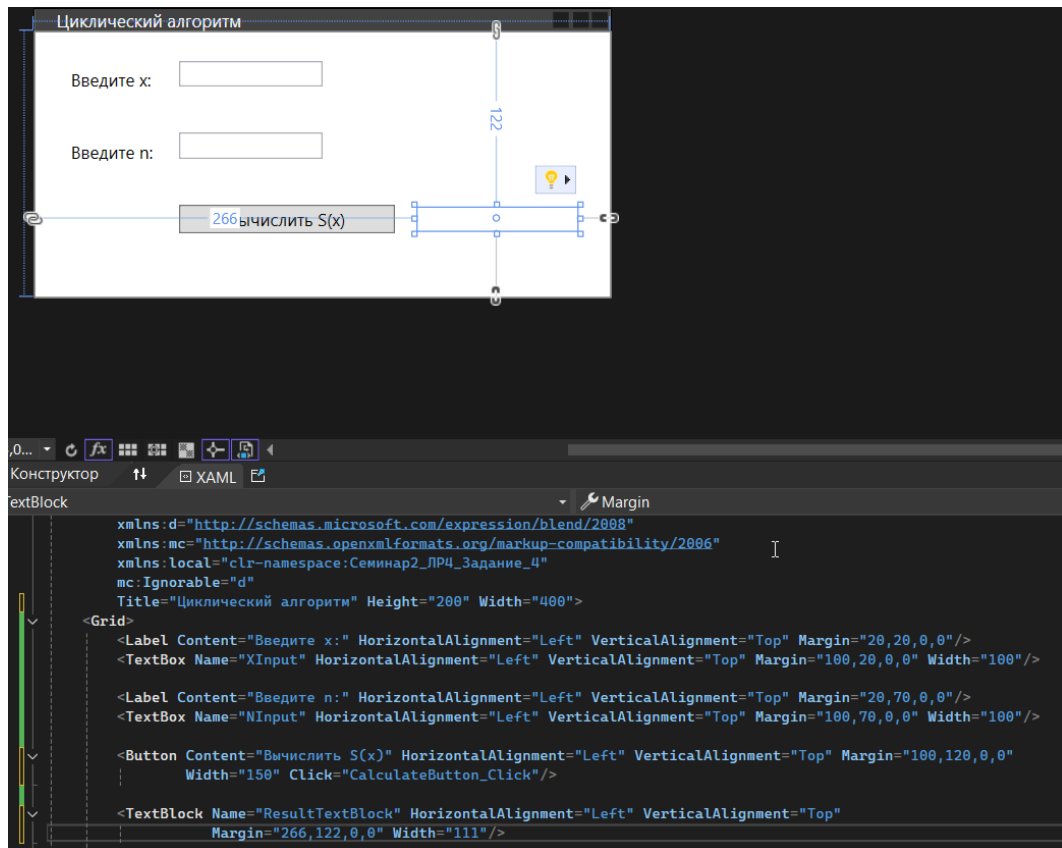 Циклический алгоритм
Введите x:
122
Введите n:
266 ычислить S(x)
,0...
fx
Конструктор
XAML
extBlock
Margin
xmlns:d="http://schemas.microsoft.com/expression/blend/2008"
xmlns:mc="http://schemas.openxmlformats.org/markup-compatibility/2006"
xmlns:local="clr-namespace:Семинар2_ЛР4_Задание_4"
mc:Ignorable="d"
Title="Циклический алгоритм" Height="200" Width="400">
<Grid>
<Label Content="Введите x:" HorizontalAlignment="Left" VerticalAlignment="Top" Margin="20,20,0,0"/>
<TextBox Name="XInput" HorizontalAlignment="Left" VerticalAlignment="Top" Margin="100,20,0,0" Width="100"/>
<Label Content="Введите n:" HorizontalAlignment="Left" VerticalAlignment="Top" Margin="20,70,0,0"/>
<TextBox Name="NInput" HorizontalAlignment="Left" VerticalAlignment="Top" Margin="100,70,0,0" Width="100"/>
<Button Content="Вычислить S(x)" HorizontalAlignment="Left" VerticalAlignment="Top" Margin="100,120,0,0"
Width="150" Click="CalculateButton_Click"/>
<TextBlock Name="ResultTextBlock" HorizontalAlignment="Left" VerticalAlignment="Top"
Margin="266,122,0,0" Width="111"/>